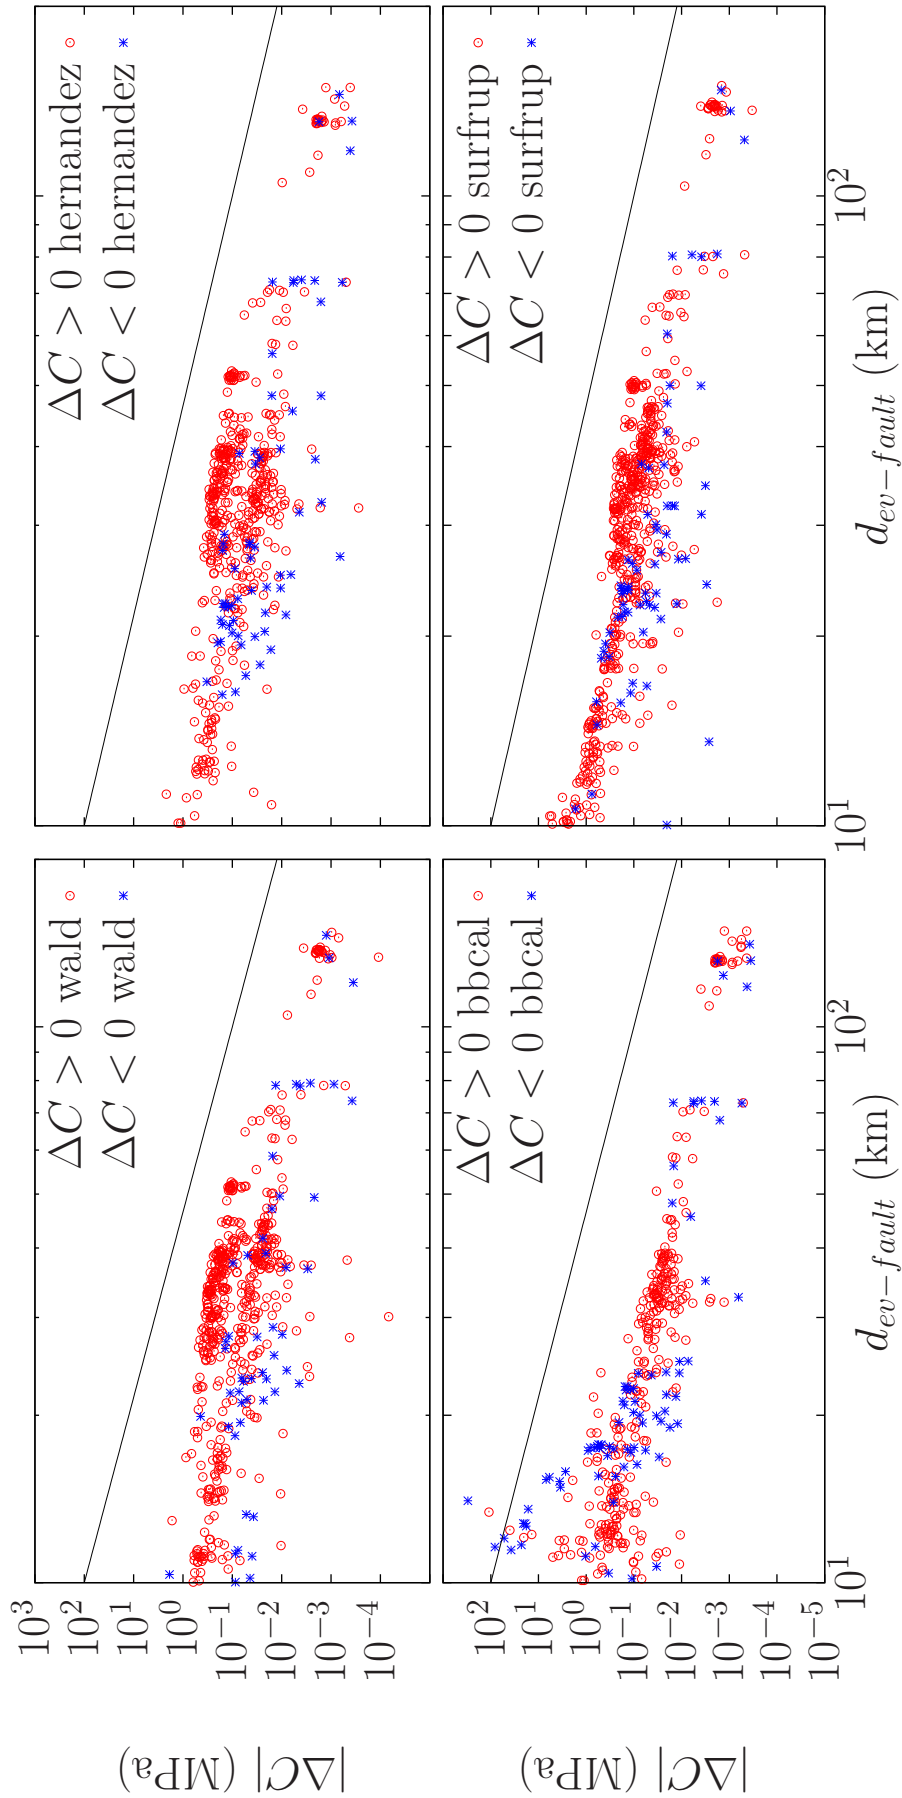 ΔC > 0 wald
ΔC < 0 wald
ΔC > 0 hernandez
ΔC < 0 hernandez
10^3
10^2
10^1
10^0
10^-1
10^-2
10^-3
10^-4
|ΔC| (MPa)
ΔC > 0 bbcal
ΔC < 0 bbcal
ΔC > 0 surfrup
ΔC < 0 surfrup
10^2
10^1
10^0
10^-1
10^-2
10^-3
10^-4
10^-5
|ΔC| (MPa)
10^1
10^2
10^1
10^2
d_{ev-fault} (km)
d_{ev-fault} (km)